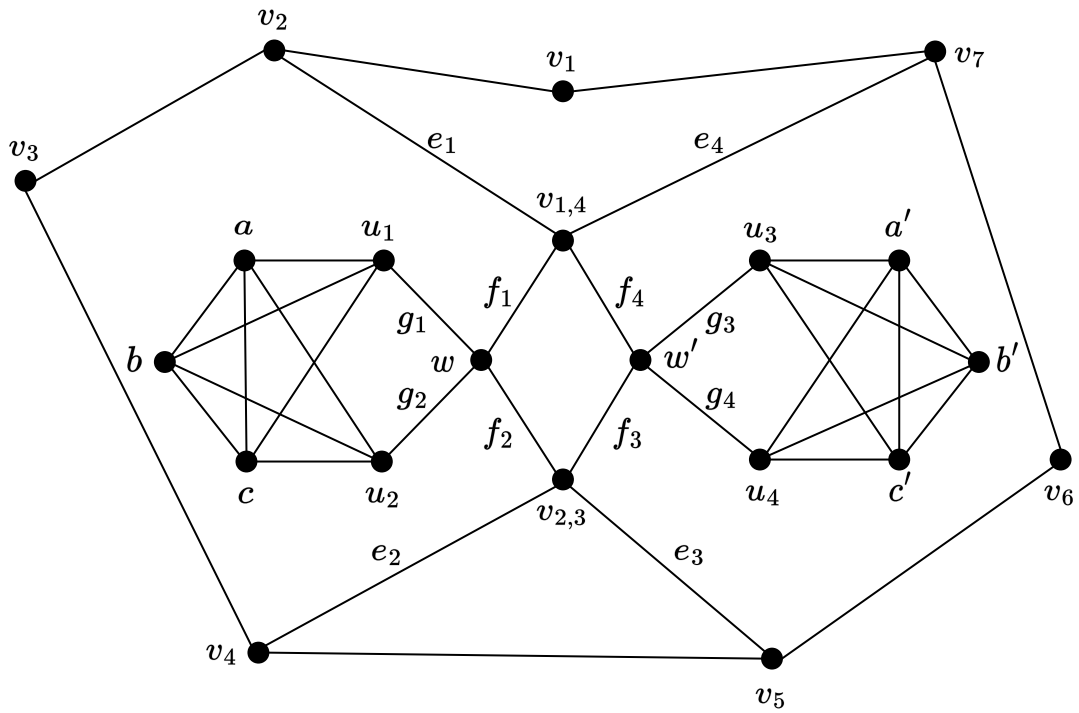 v₂
v₁
v₇
e₁
e₄
v₃
v₁,₄
a
u₁
u₃
a′
f₁
f₄
g₁
g₃
b
w
w′
b′
g₂
g₄
f₂
f₃
c
u₂
u₄
c′
v₆
v₂,₃
e₂
e₃
v₄
v₅